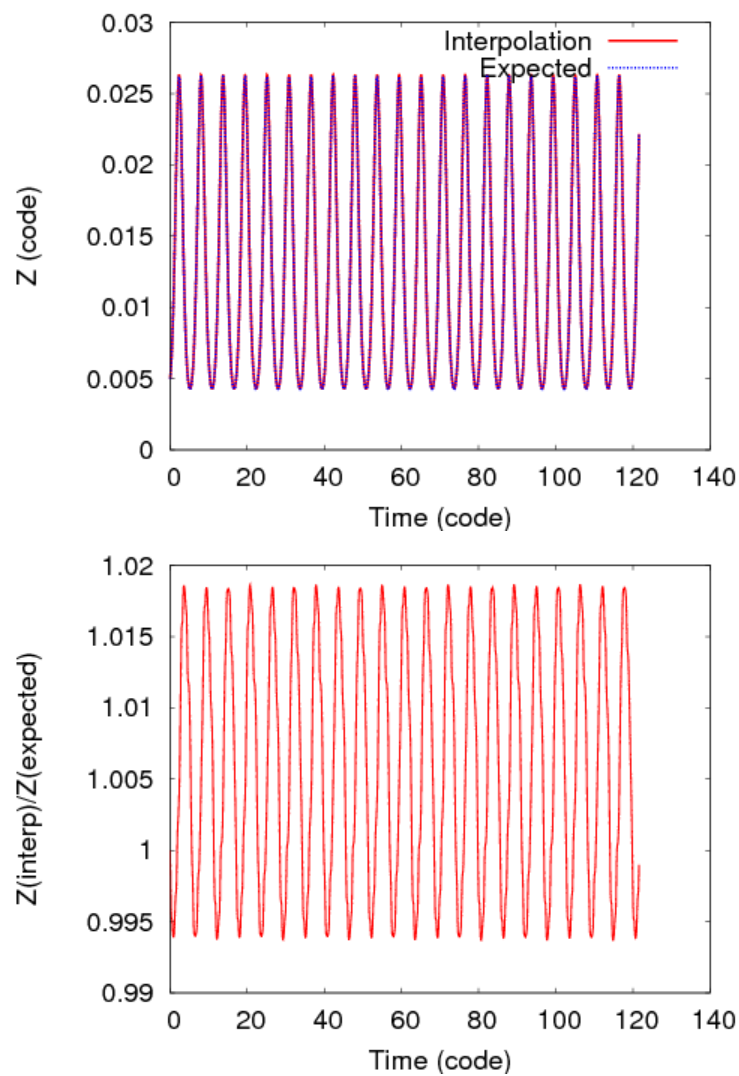 0.03
Interpolation
Expected
0.025
0.02
0.015
0.01
0.005
0
Z (code)
0 20 40 60 80 100 120 140
Time (code)
1.02
1.015
1.01
1.005
1
0.995
0.99
Z(interp)/Z(expected)
0 20 40 60 80 100 120 140
Time (code)